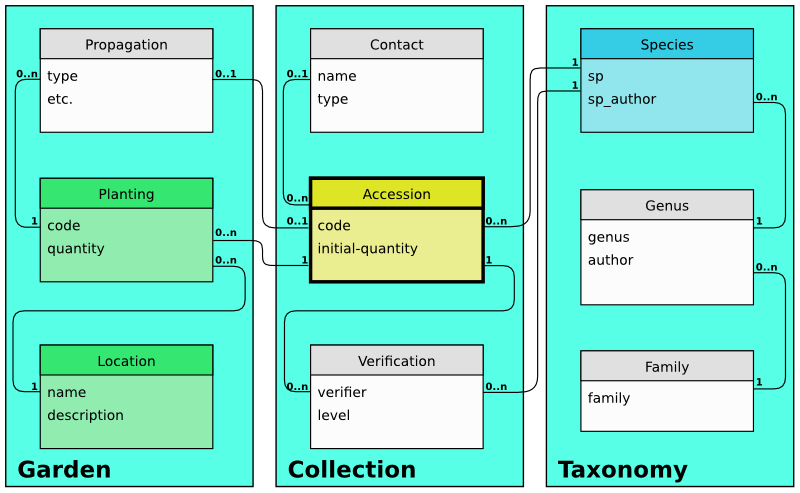 Propagation
0..n
type
0..1
etc.
Planting
1
code
0..n
quantity
0..n
Location
1
name
description
Garden
Contact
0..1
name
type
Accession
0..n
0..1
code
0..n
initial-quantity
1
1
Verification
0..n
verifier
0..n
level
Collection
Species
1
sp
1
sp_author
0..n
Genus
1
genus
author
0..n
Family
1
family
Taxonomy